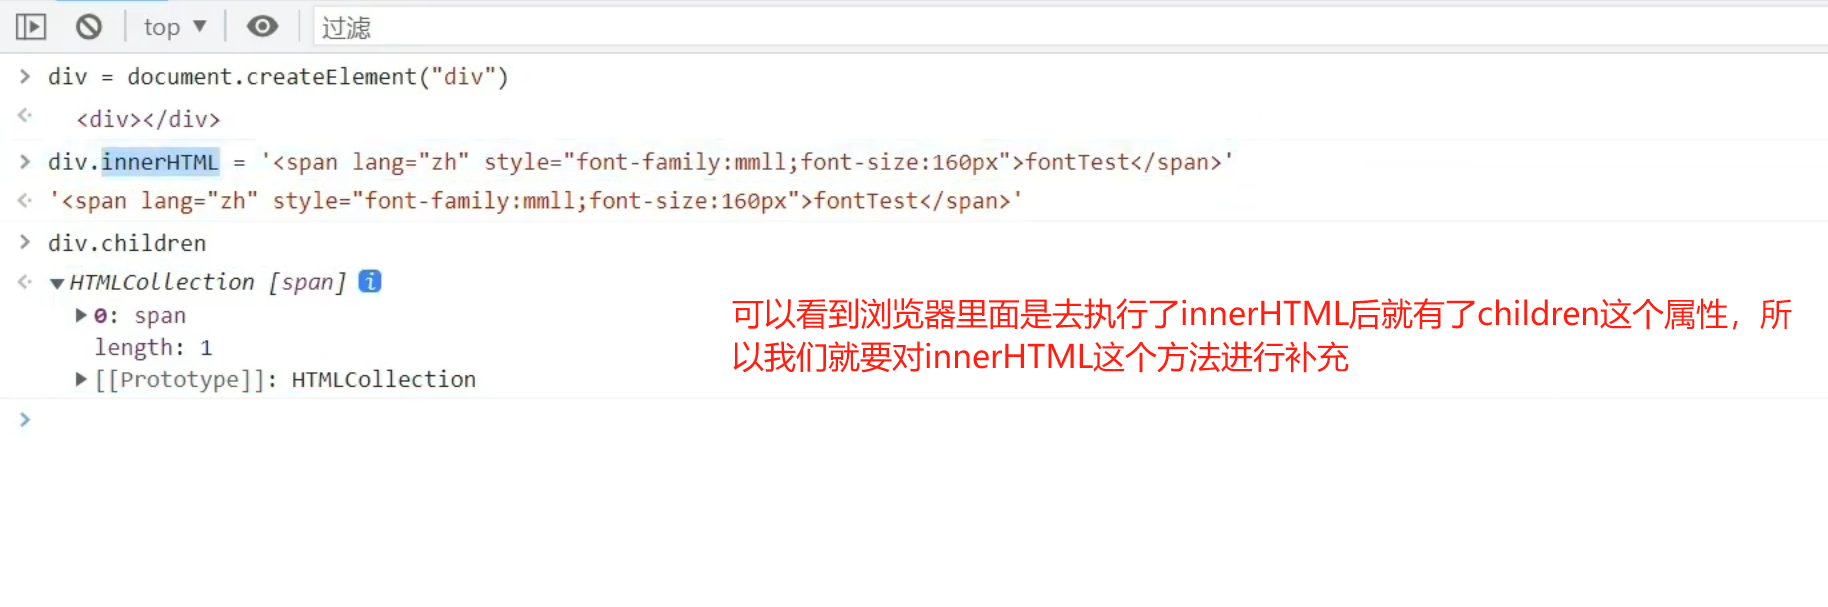 top ▼ 过滤
> div = document.createElement("div")
<div></div>
> div.innerHTML = '<span lang="zh" style="font-family:mmll;font-size:160px">fontTest</span>'
'<span lang="zh" style="font-family:mmll;font-size:160px">fontTest</span>'
> div.children
▼HTMLCollection [span] i
▶0: span
length: 1
▶[[Prototype]]: HTMLCollection
可以看到浏览器里面是去执行了innerHTML后就有了children这个属性，所
以我们就要对innerHTML这个方法进行补充
>